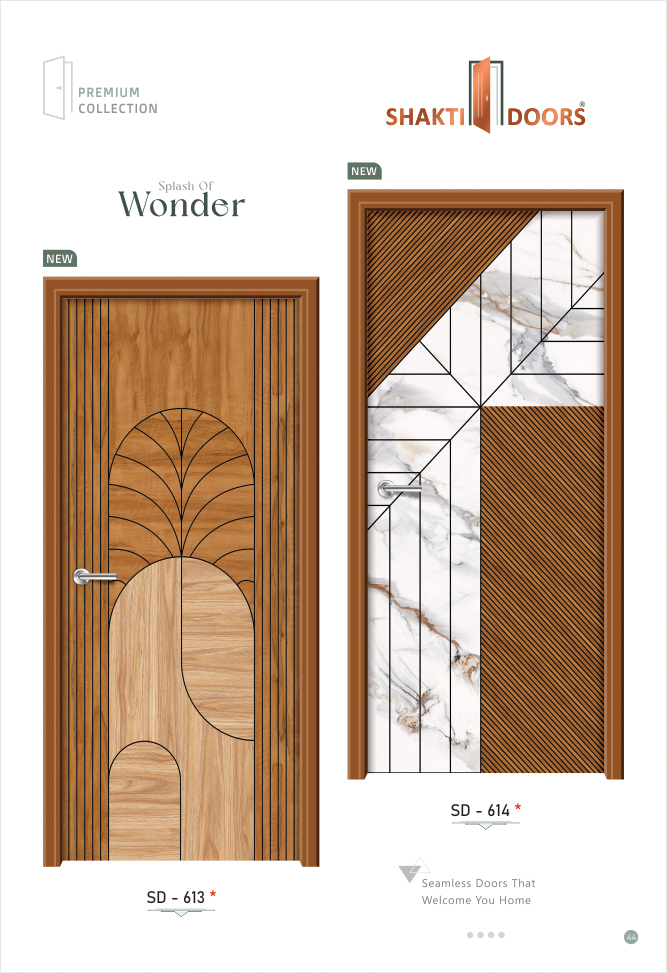 PREMIUM
COLLECTION
SHAKTI DOORS®
Splash Of
Wonder
NEW
NEW
SD - 614 *
SD - 613 *
Seamless Doors That
Welcome You Home
44